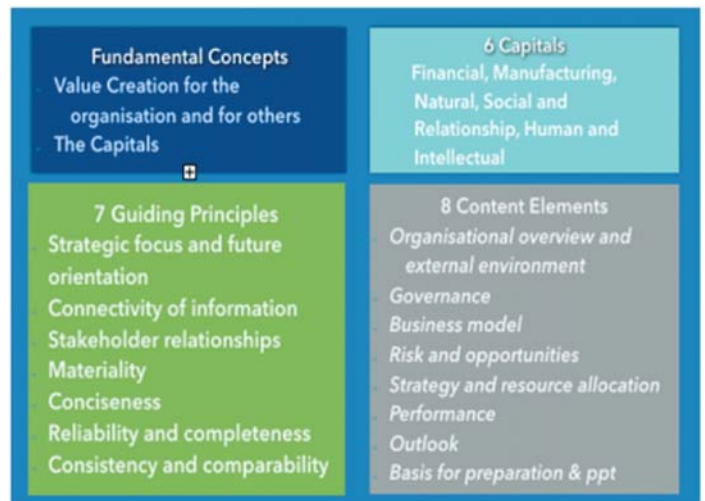 Fundamental Concepts
Value Creation for the
organisation and for others
The Capitals
6 Capitals
Financial, Manufacturing,
Natural, Social and
Relationship, Human and
Intellectual
7 Guiding Principles
Strategic focus and future
orientation
Connectivity of information
Stakeholder relationships
Materiality
Conciseness
Reliability and completeness
Consistency and comparability
8 Content Elements
Organisational overview and
external environment
Governance
Business model
Risk and opportunities
Strategy and resource allocation
Performance
Outlook
Basis for preparation & ppt